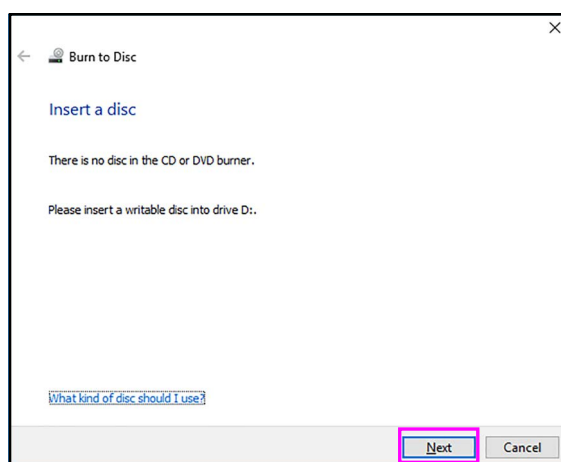 Burn to Disc
Insert a disc
There is no disc in the CD or DVD burner.
Please insert a writable disc into drive D:.
What kind of disc should I use?
Next Cancel